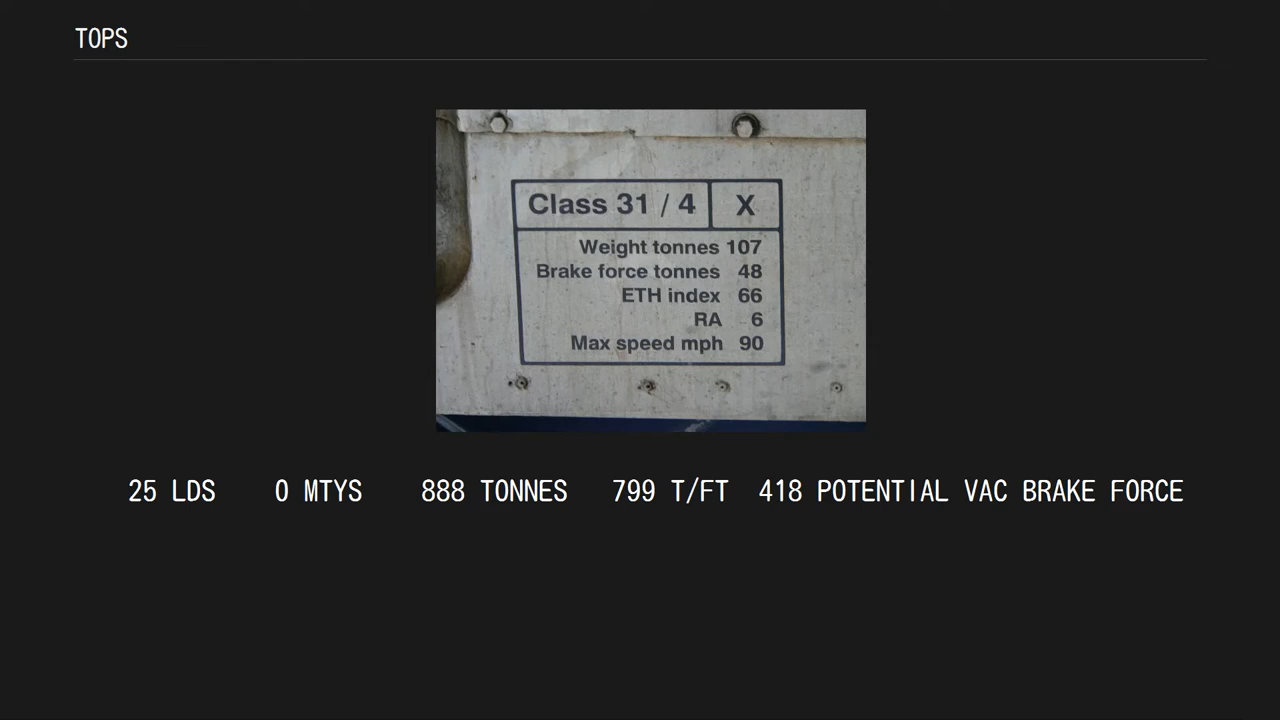 TOPS
Class 31 / 4 X
Weight tonnes 107
Brake force tonnes 48
ETH index 66
RA 6
Max speed mph 90
25 LDS 0 MTYS 888 TONNES 799 T/FT 418 POTENTIAL VAC BRAKE FORCE